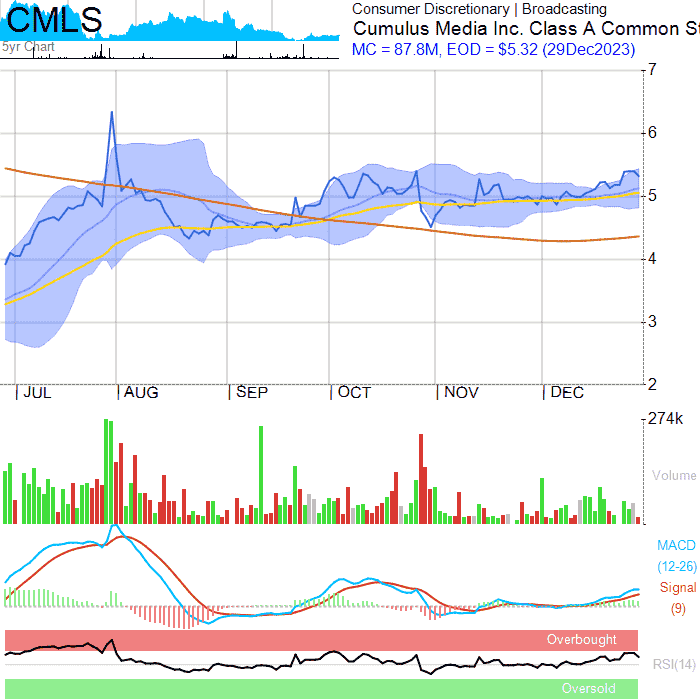 CMLS
5yr Chart
Consumer Discretionary | Broadcasting
Cumulus Media Inc. Class A Common St
MC = 87.8M, EOD = $5.32 (29Dec2023)
7
6
5
4
3
2
JUL AUG SEP OCT NOV DEC
274k
Volume
MACD
(12-26)
Signal
(9)
Overbought
RSI(14)
Oversold